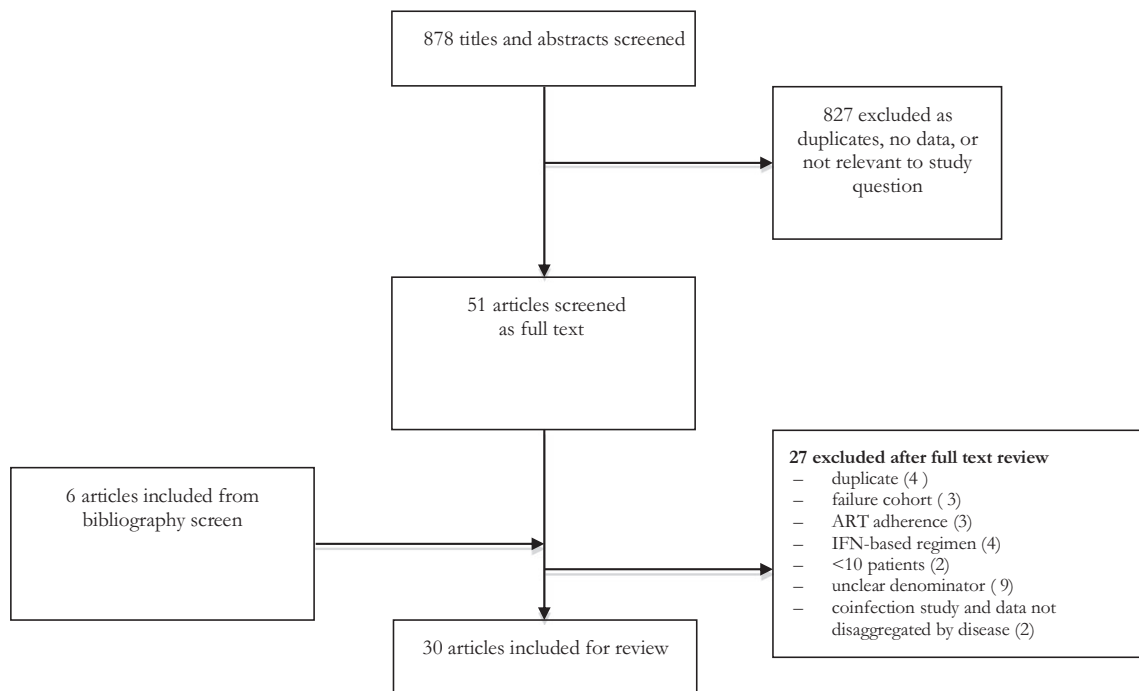 878 titles and abstracts screened
827 excluded as
duplicates, no data, or
not relevant to study
question
51 articles screened
as full text
6 articles included from
bibliography screen
27 excluded after full text review
– duplicate (4 )
– failure cohort ( 3)
– ART adherence (3)
– IFN-based regimen (4)
– <10 patients (2)
– unclear denominator ( 9)
– coinfection study and data not
disaggregated by disease (2)
30 articles included for review